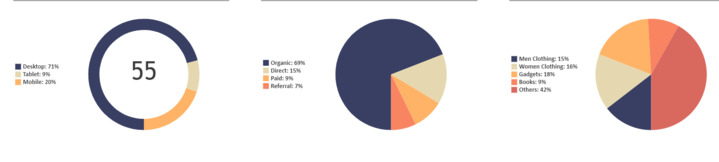 Desktop: 71%
Tablet: 9%
Mobile: 20%
55
Organic: 69%
Direct: 15%
Paid: 9%
Referral: 7%
Men Clothing: 15%
Women Clothing: 16%
Gadgets: 18%
Books: 9%
Others: 42%